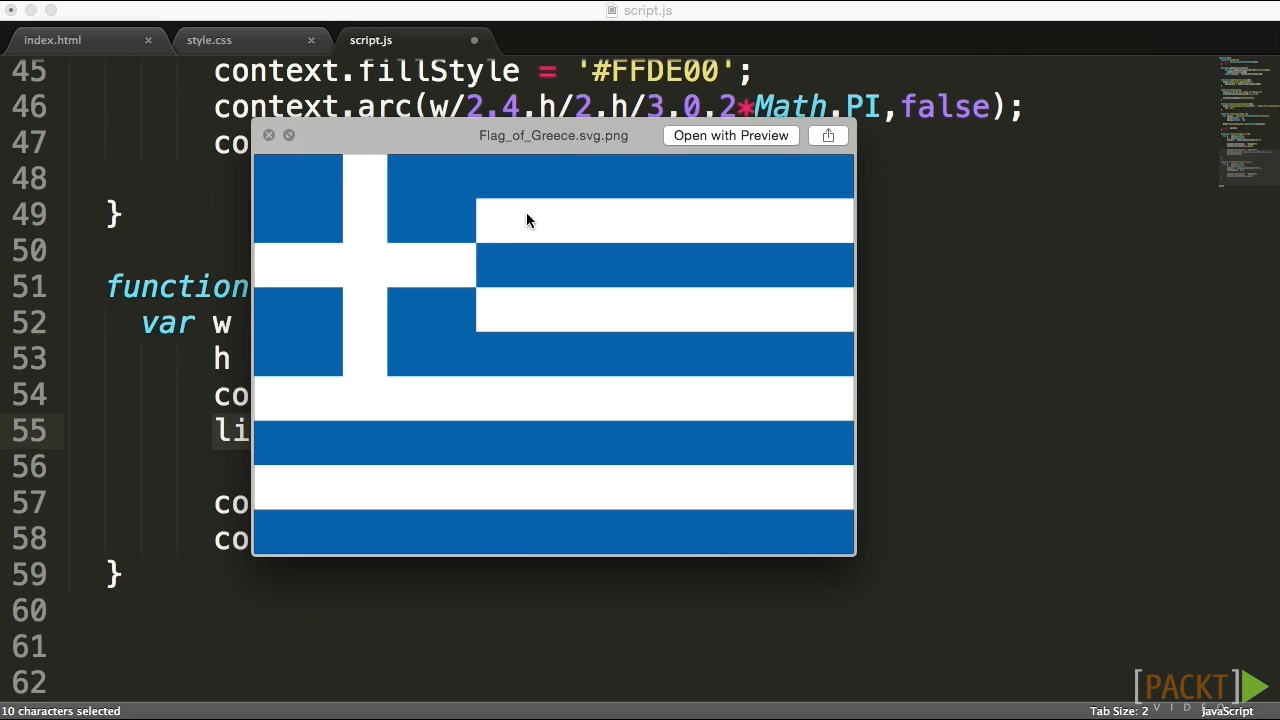 script.js
index.html × style.css × script.js
45 context.fillStyle = '#FFDE00';
46 context.arc(w/2.4,h/2,h/3,0,2*Math.PI,false);
47 co
Flag_of_Greece.svg.png Open with Preview
48
49 }
50
51 function
52 var w
53 h
54 co
55 li
56
57 co
58 co
59 }
60
61
62
[PACKT]
VIDEO
10 characters selected Tab Size: 2 JavaScript